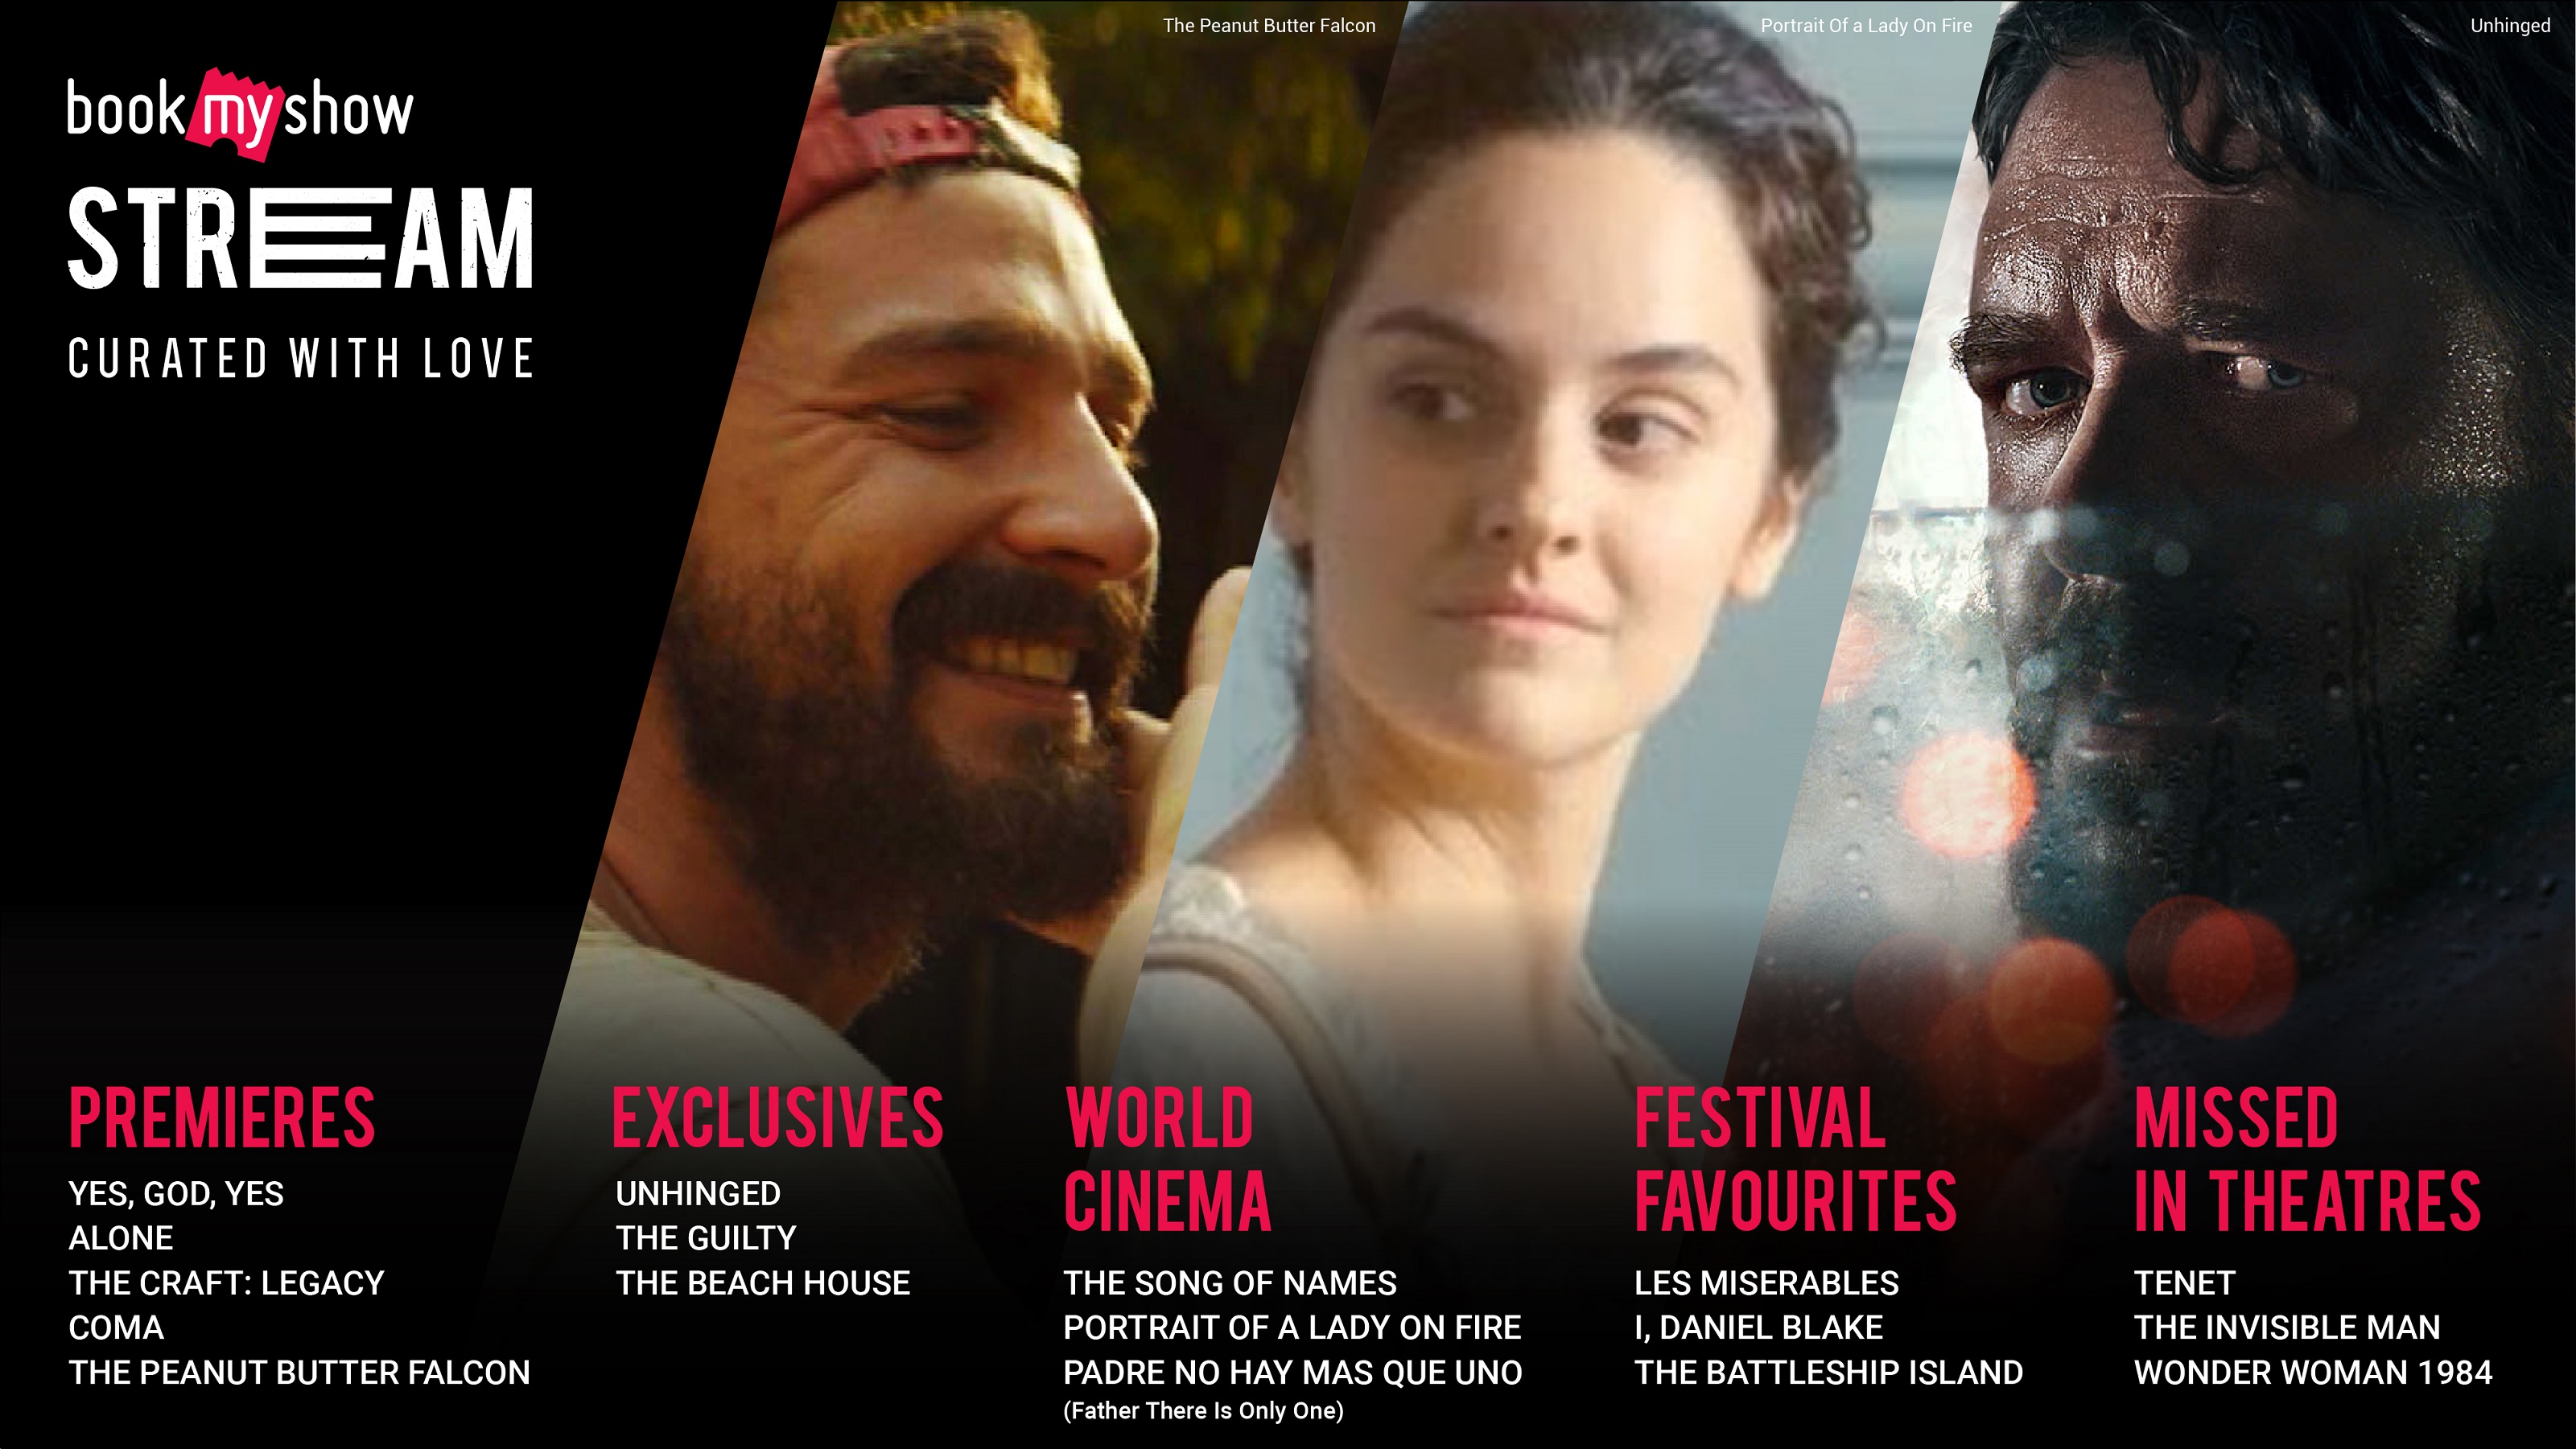 bookmyshow
STREAM
CURATED WITH LOVE
The Peanut Butter Falcon
Portrait Of a Lady On Fire
Unhinged
PREMIERES
YES, GOD, YES
ALONE
THE CRAFT: LEGACY
COMA
THE PEANUT BUTTER FALCON
EXCLUSIVES
UNHINGED
THE GUILTY
THE BEACH HOUSE
WORLD
CINEMA
THE SONG OF NAMES
PORTRAIT OF A LADY ON FIRE
PADRE NO HAY MAS QUE UNO
(Father There Is Only One)
FESTIVAL
FAVOURITES
LES MISERABLES
I, DANIEL BLAKE
THE BATTLESHIP ISLAND
MISSED
IN THEATRES
TENET
THE INVISIBLE MAN
WONDER WOMAN 1984